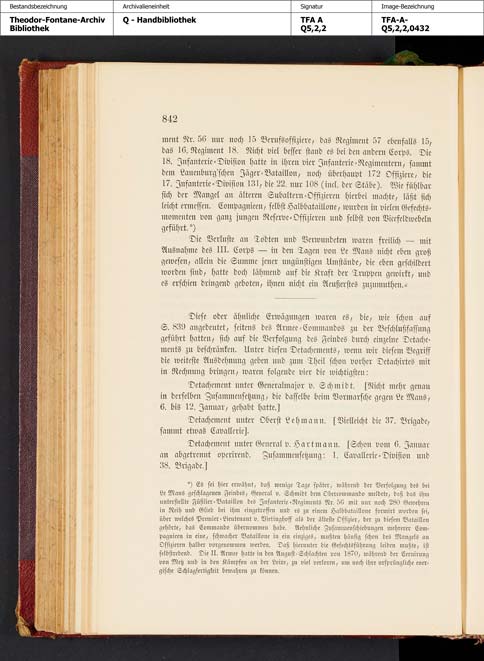 Bestandsbezeichnung
Theodor-Fontane-Archiv
Bibliothek
Archivalieneinheit
Q - Handbibliothek
Signatur
TFA A
Q5,2,2
Image-Bezeichnung
TFA-A-
Q5,2,2,0432
842
ment Nr. 56 nur noch 15 Berufsoffiziere, das Regiment 57 ebenfalls 15,
das 16. Regiment 18. Nicht viel besser stand es bei den andern Corps. Die
18. Infanterie-Division hatte in ihren vier Infanterie-Regimentern, sammt
dem Lauenburg'schen Jäger-Bataillon, noch überhaupt 172 Offiziere, die
17. Infanterie-Division 131, die 22. nur 108 (incl. der Stäbe). Wie fühlbar
sich der Mangel an älteren Subaltern-Offizieren hierbei machte, läßt sich
leicht ermessen. Compagnieen, selbst Halbbataillone, wurden in vielen Gefechts-
momenten von ganz jungen Reserve-Offizieren und selbst von Vicefeldwebeln
geführt.*)
Die Verluste an Todten und Verwundeten waren freilich — mit
Ausnahme des III. Corps — in den Tagen von Le Mans nicht eben groß
gewesen, allein die Summe jener ungünstigen Umstände, die eben geschildert
worden sind, hatte doch lähmend auf die Kraft der Truppen gewirkt, und
es erschien dringend geboten, ihnen nicht ein Aeußerstes zuzumuthen.„
Diese oder ähnliche Erwägungen waren es, die, wie schon auf
S. 839 angedeutet, seitens des Armee-Commandos zu der Beschlußfassung
geführt hatten, sich auf die Verfolgung des Feindes durch einzelne Detache-
ments zu beschränken. Unter diesen Detachements, wenn wir diesem Begriff
die weiteste Ausdehnung geben und zum Theil schon vorher Detachirtes mit
in Rechnung bringen, waren folgende vier die wichtigsten:
Detachement unter Generalmajor v. Schmidt. [Nicht mehr genau
in derselben Zusammensetzung, die dasselbe beim Vormarsche gegen Le Mans,
6. bis 12. Januar, gehabt hatte.]
Detachement unter Oberst Lehmann. [Vielleicht die 37. Brigade,
sammt etwas Cavallerie].
Detachement unter General v. Hartmann. [Schon vom 6. Januar
an abgetrennt operirend. Zusammensetzung: 1. Cavallerie-Division und
38. Brigade.]
*) Es sei hier erwähnt, daß wenige Tage später, während der Verfolgung des bei
Le Mans geschlagenen Feindes, General v. Schmidt dem Obercommando meldete, daß das ihm
unterstellte Füsilier-Bataillon des Infanterie-Regiments Nr. 56 mit nur noch 280 Gewehren
in Reih und Glied bei ihm eingetroffen und es zu einem Halbbataillone formirt worden sei,
über welches Premier-Lieutenant v. Vietinghoff als der älteste Offizier, der zu diesem Bataillon
gehörte, das Commando übernommen habe. Aehnliche Zusammenschiebungen mehrerer Com-
pagnieen in eine, schwacher Bataillone in ein einziges, mußten häufig schon des Mangels an
Offizieren halber vorgenommen werden. Daß hierunter die Gefechtsführung leiden mußte, ist
selbstredend. Die II. Armee hatte in den August-Schlachten von 1870, während der Cernirung
von Metz und in den Kämpfen an der Loire, zu viel verloren, um noch ihre ursprüngliche ener-
gische Schlagfertigkeit bewahren zu können.